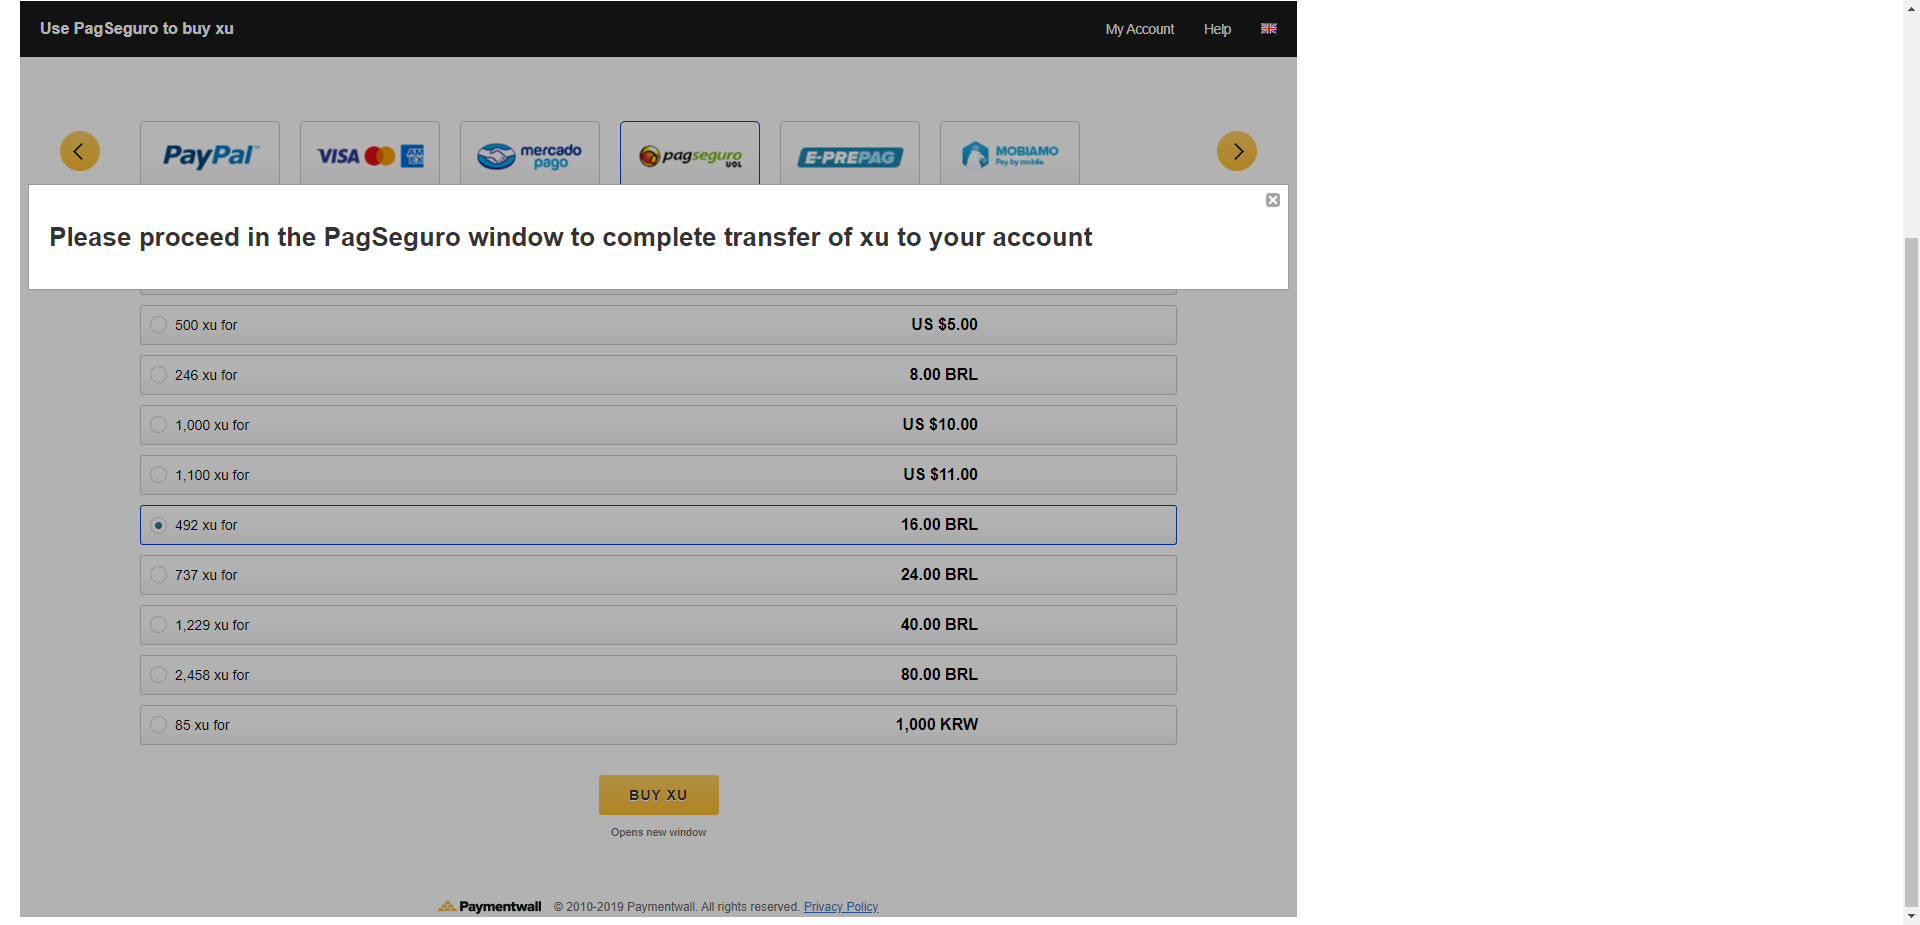 Use PagSeguro to buy xu
My Account Help
PayPal™
VISA AMEX
mercado pago
pagseguro UOL
E-PREPAG
MOBIAMO Pay by mobile
Please proceed in the PagSeguro window to complete transfer of xu to your account
500 xu for US $5.00
246 xu for 8.00 BRL
1,000 xu for US $10.00
1,100 xu for US $11.00
492 xu for 16.00 BRL
737 xu for 24.00 BRL
1,229 xu for 40.00 BRL
2,458 xu for 80.00 BRL
85 xu for 1,000 KRW
BUY XU
Opens new window
Paymentwall © 2010-2019 Paymentwall. All rights reserved. Privacy Policy